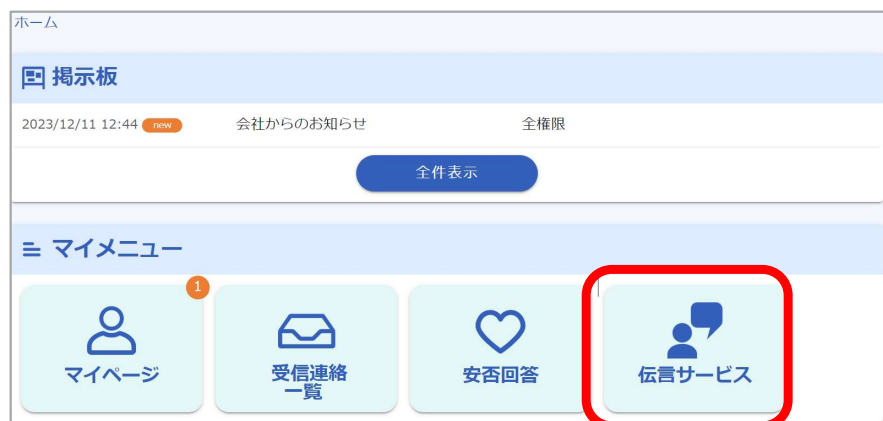 ホーム
掲示板
2023/12/11 12:44 new 会社からのお知らせ 全権限
全件表示
マイメニュー
1
マイページ
受信連絡
一覧
安否回答
伝言サービス